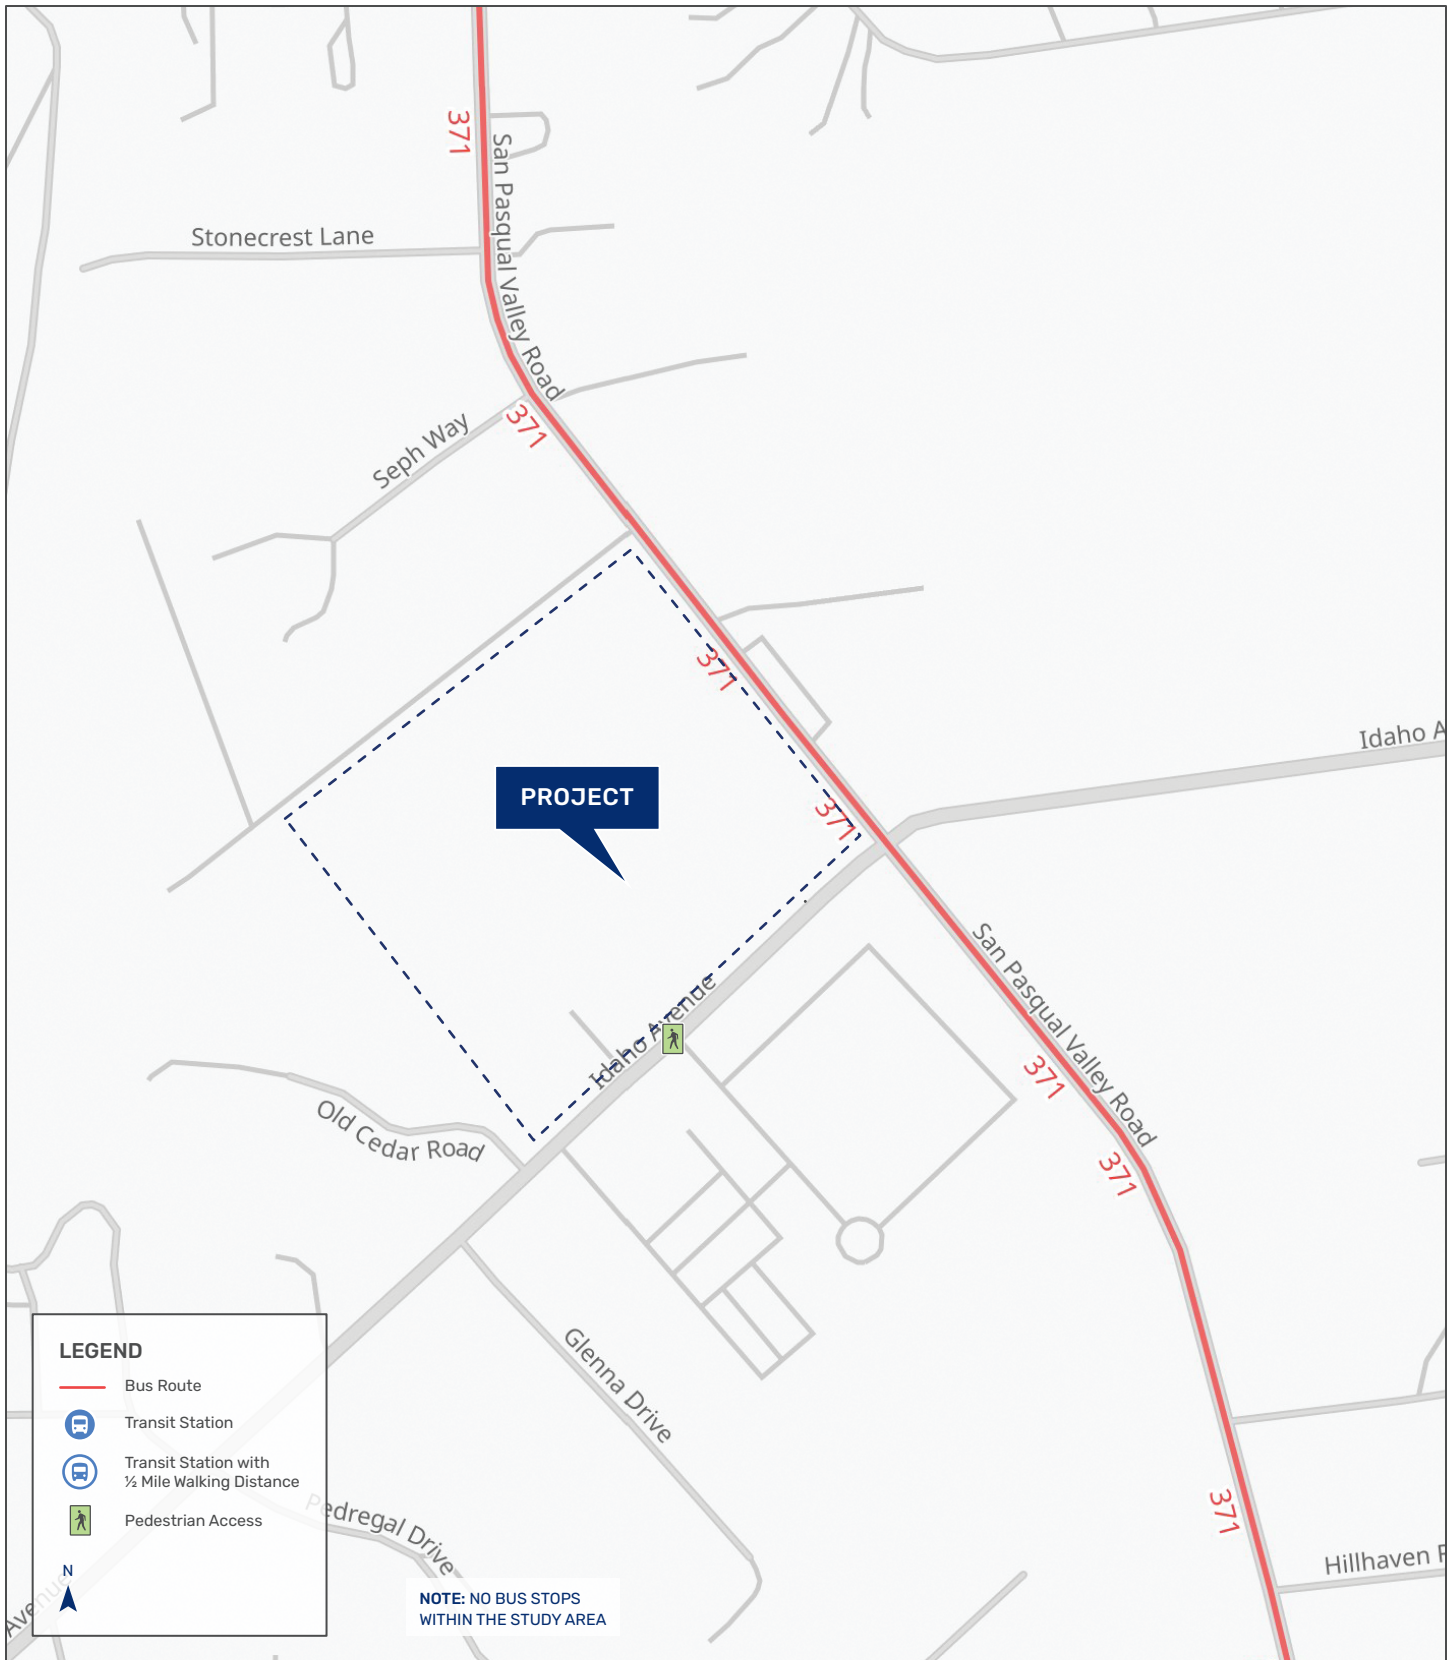 371
San Pasqual Valley Road
Stonecrest Lane
Seph Way
371
371
Idaho A
PROJECT
371
San Pasqual Valley Road
Idaho Avenue
371
Old Cedar Road
371
Glenna Drive
LEGEND
Bus Route
Transit Station
Transit Station with
½ Mile Walking Distance
Pedestrian Access
N
Avenue
Pedregal Drive
371
Hillhaven
NOTE: NO BUS STOPS
WITHIN THE STUDY AREA